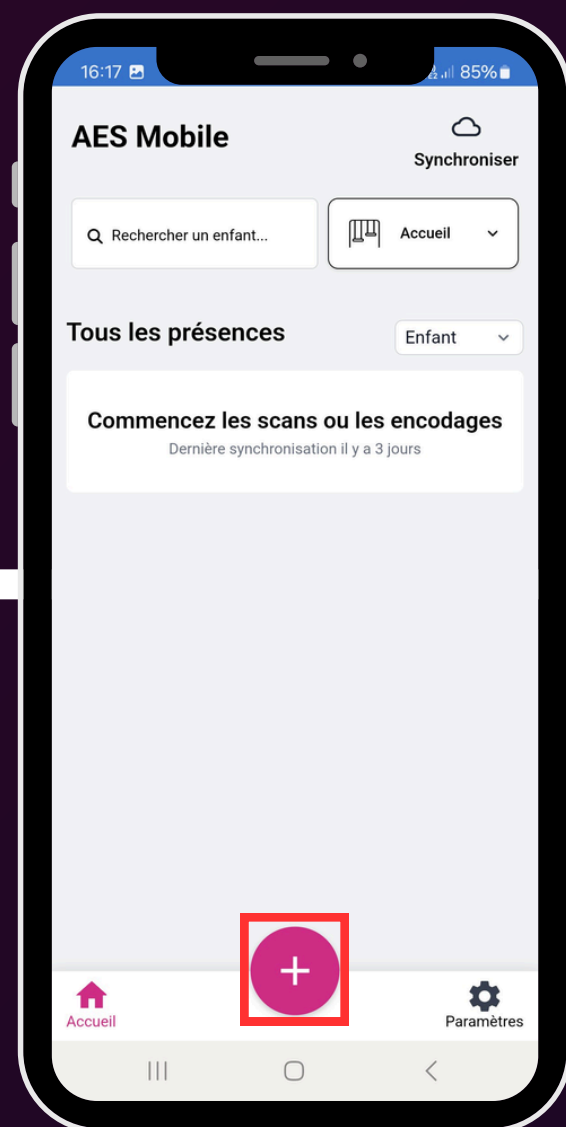 16:17
85%
AES Mobile
Synchroniser
Rechercher un enfant...
Accueil
Tous les présences
Enfant
Commencez les scans ou les encodages
Dernière synchronisation il y a 3 jours
+
Accueil
Paramètres